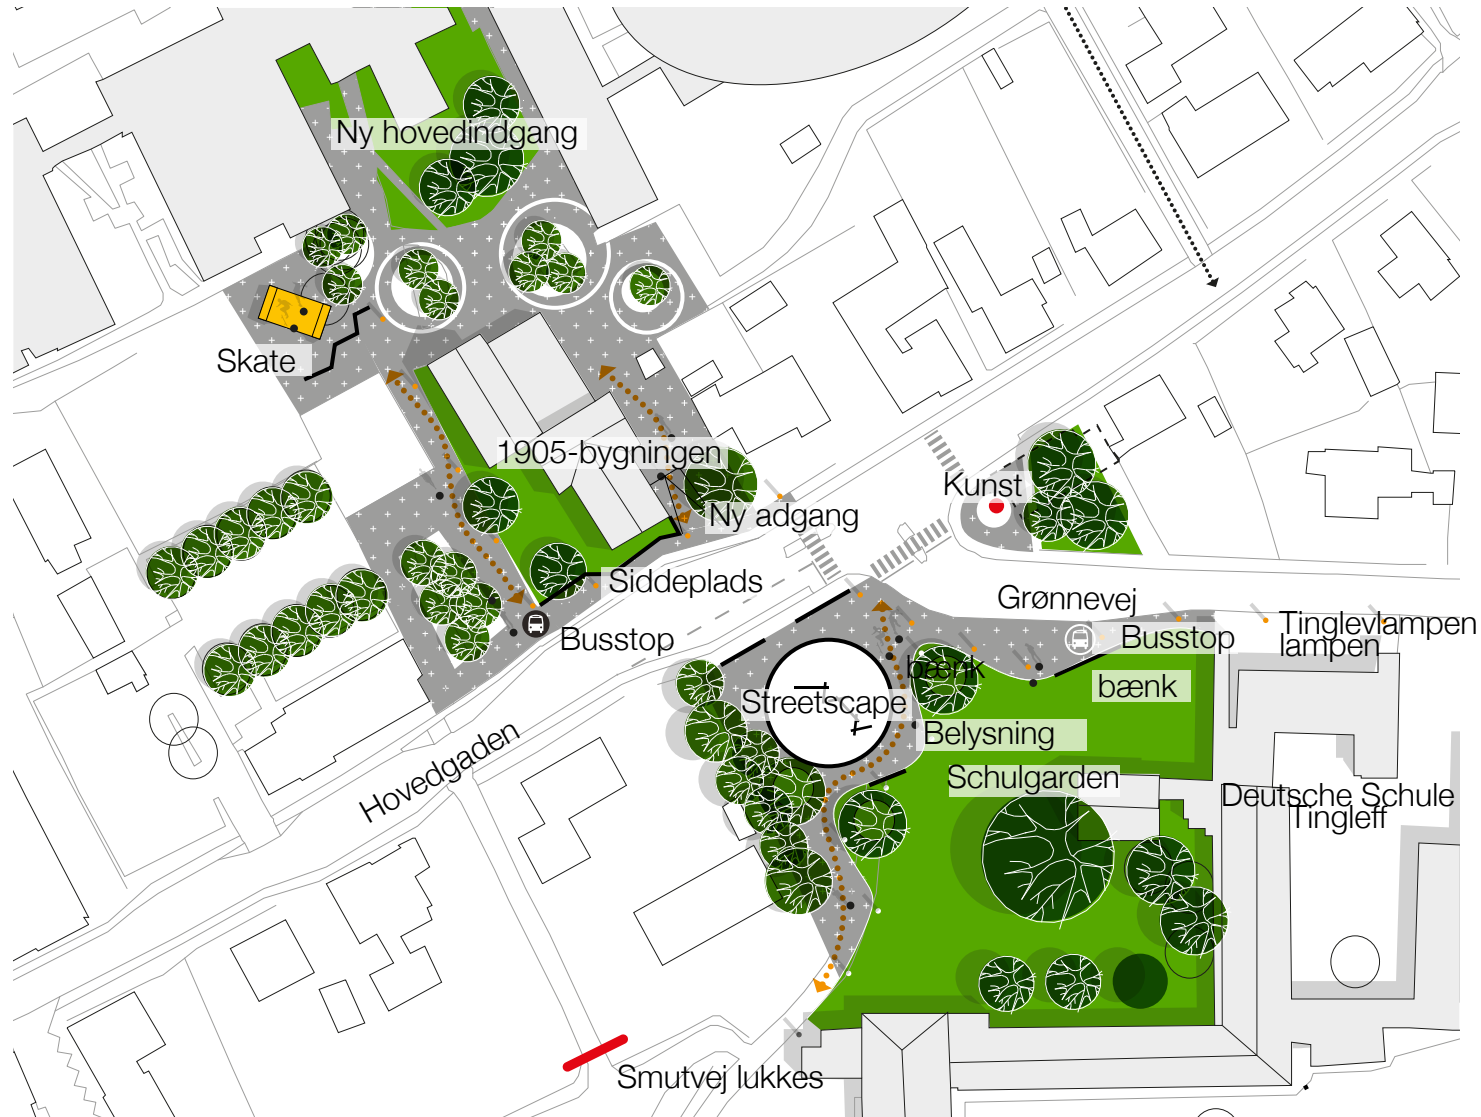 Ny hovedindgang
Skate
1905-bygningen
Kunst
Ny adgang
Siddeplads
Grønnevej
Busstop
Busstop
Tinglevlampen
lampen
bænk
bænk
Streetscape
Belysning
Hovedgaden
Schulgarden
Deutsche Schule
Tingleff
Smutvej lukkes